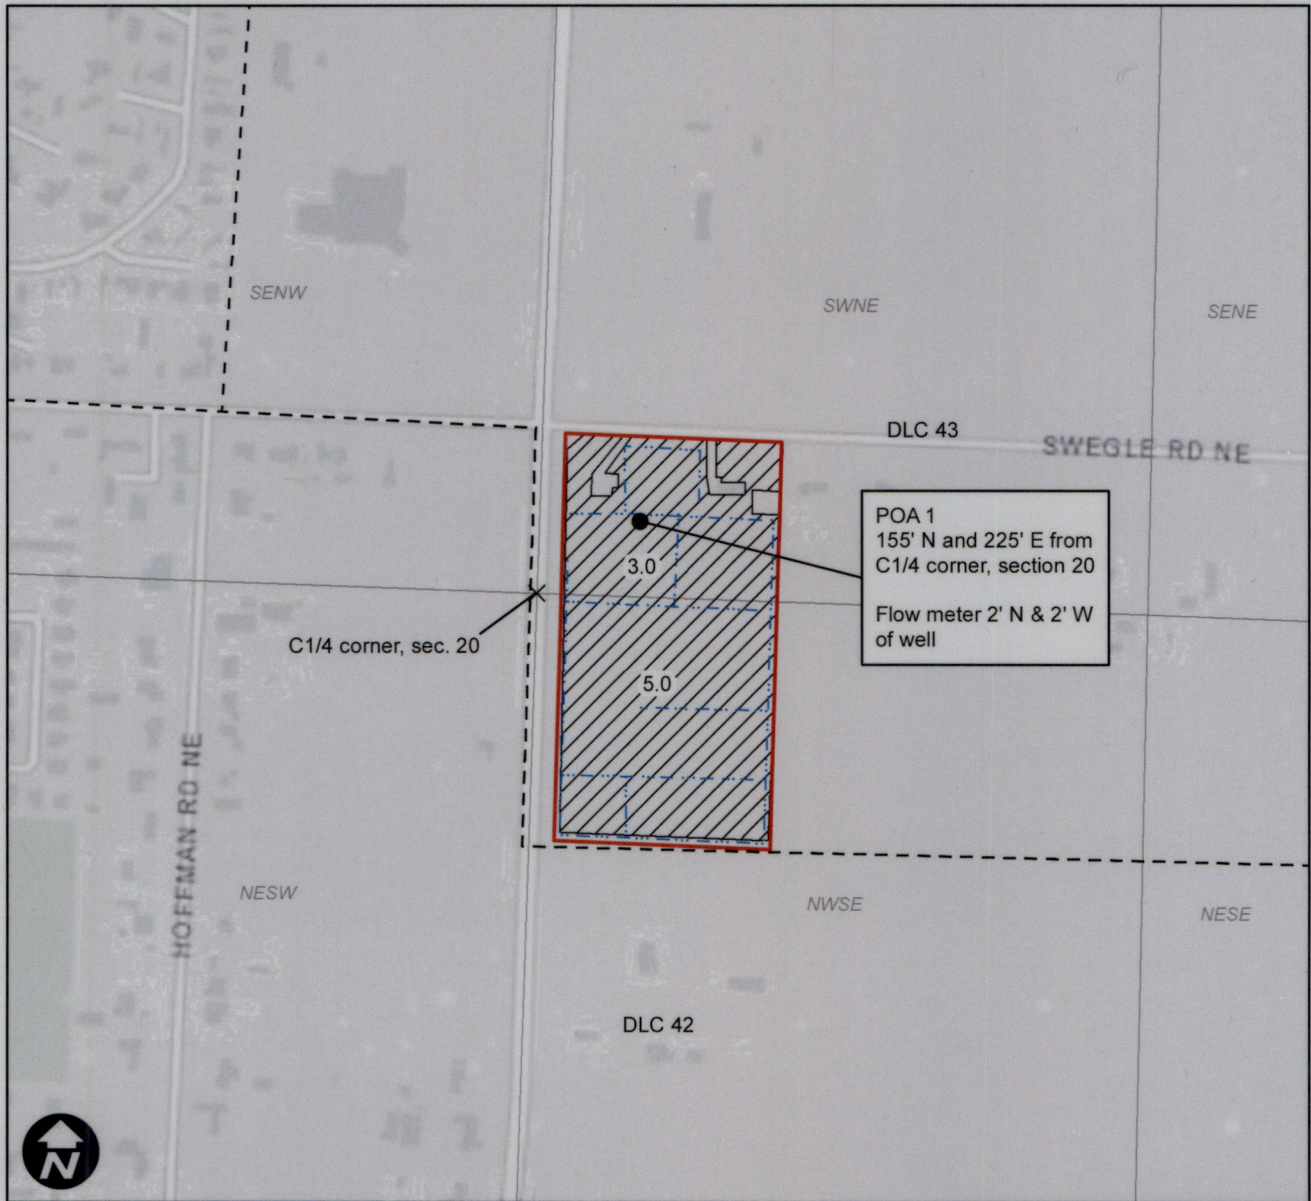 SENW
SWNE
SENE
DLC 43
SWEGLE RD NE
POA 1
155' N and 225' E from
C1/4 corner, section 20
Flow meter 2' N & 2' W
of well
3.0
C1/4 corner, sec. 20
5.0
HOFFMAN RD NE
NESW
NWSE
NESE
DLC 42
N